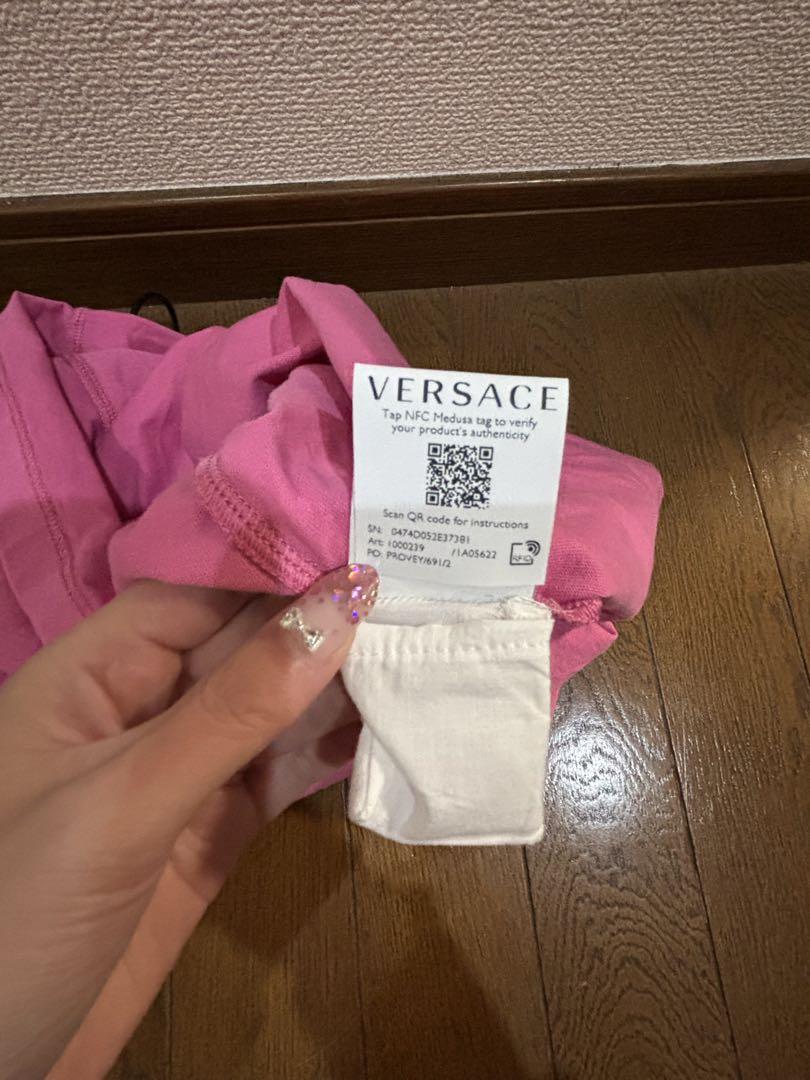 VERSACE
Tap NFC Medusa tag to verify
your product's authenticity
Scan QR code for instructions
SN: 0474D052E37381
Art: 1000239 /1A05622
PO: PROVEY/691/2
RFID